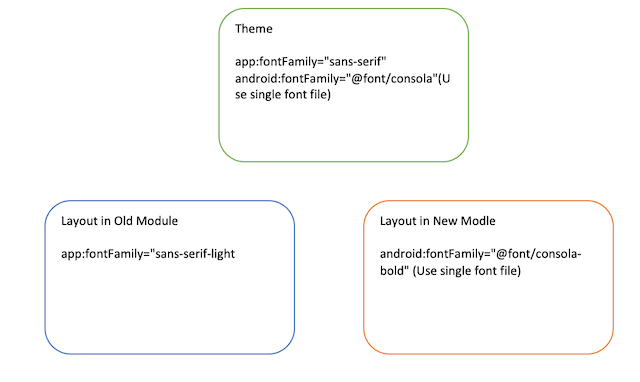 Theme
app:fontFamily="sans-serif"
android:fontFamily="@font/consola"(U
se single font file)
Layout in Old Module
app:fontFamily="sans-serif-light
Layout in New Modle
android:fontFamily="@font/consola-
bold" (Use single font file)